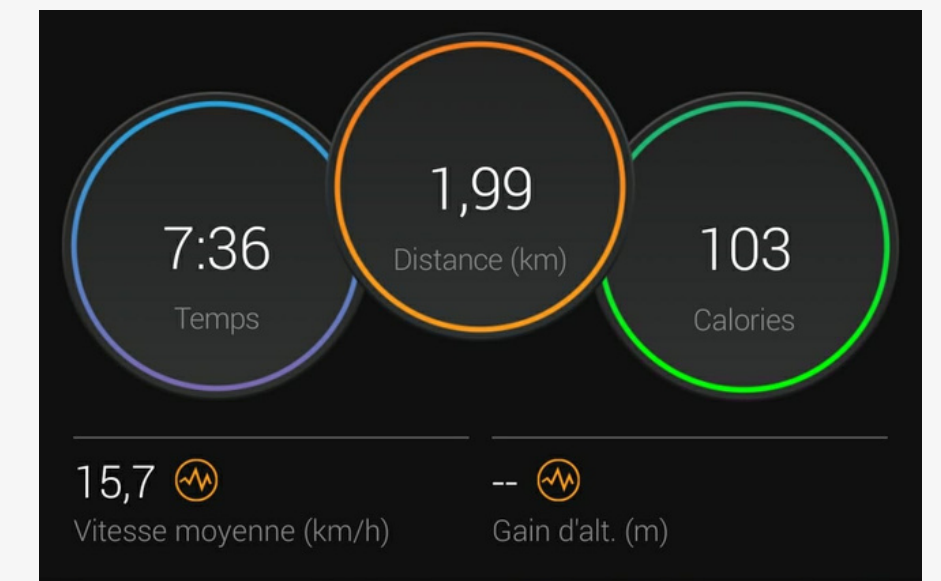 1,99
Distance (km)
7:36
Temps
103
Calories
15,7
Vitesse moyenne (km/h)
--
Gain d'alt. (m)